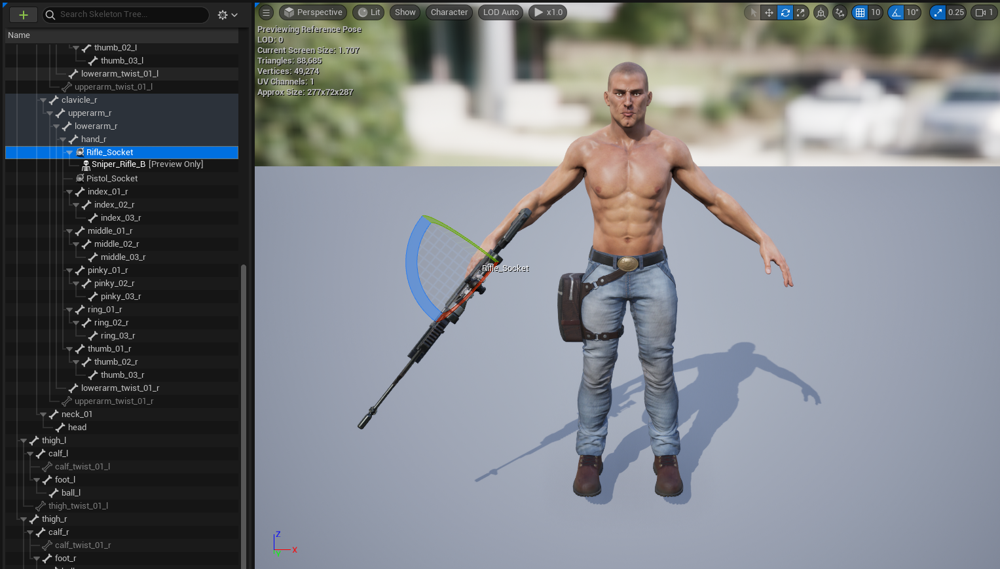 Search Skeleton Tree...
Name
thumb_02_l
thumb_03_l
lowerarm_twist_01_l
upperarm_twist_01_l
clavicle_r
upperarm_r
lowerarm_r
hand_r
Rifle_Socket
Sniper_Rifle_B [Preview Only]
Pistol_Socket
index_01_r
index_02_r
index_03_r
middle_01_r
middle_02_r
middle_03_r
pinky_01_r
pinky_02_r
pinky_03_r
ring_01_r
ring_02_r
ring_03_r
thumb_01_r
thumb_02_r
thumb_03_r
lowerarm_twist_01_r
upperarm_twist_01_r
neck_01
head
thigh_l
calf_l
calf_twist_01_l
foot_l
ball_l
thigh_twist_01_l
thigh_r
calf_r
calf_twist_01_r
foot_r
Perspective Lit Show Character LOD Auto x1.0 10 10° 0.25 1
Previewing Reference Pose
LOD: 0
Current Screen Size: 1.707
Triangles: 88,685
Vertices: 49,274
UV Channels: 1
Approx Size: 277x72x287
Rifle_Socket
Z
X
Y